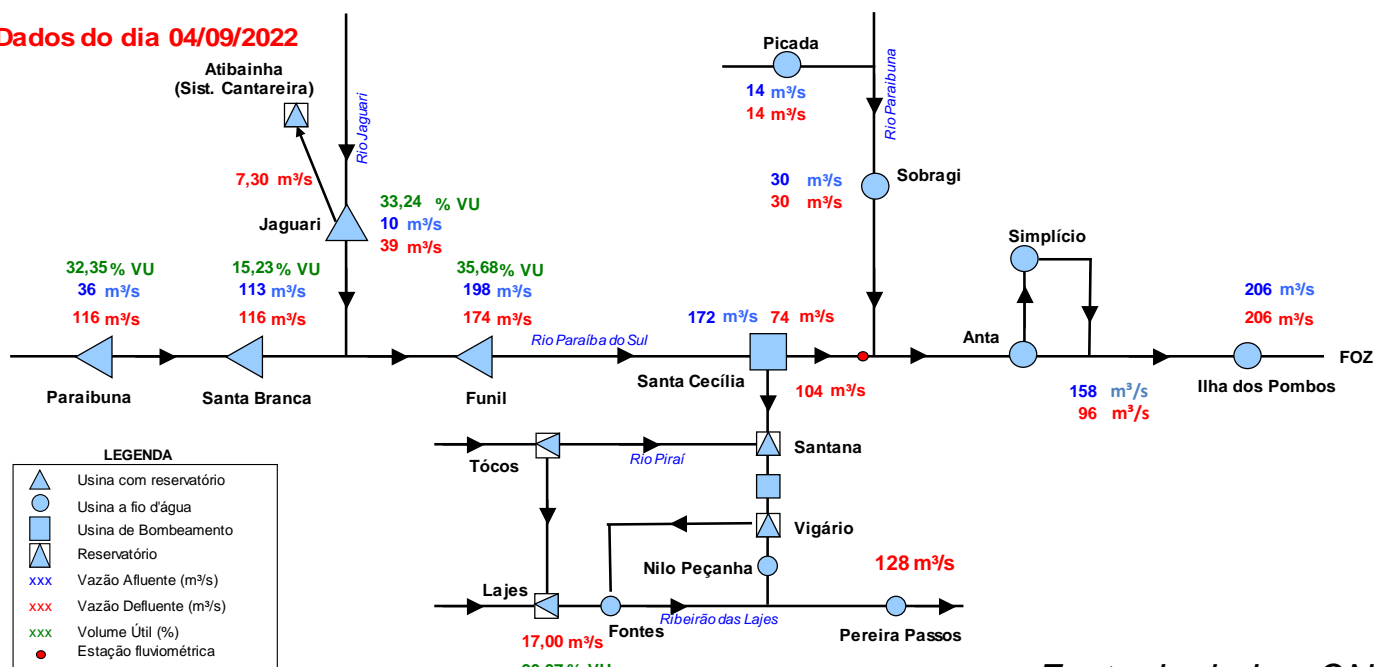 Dados do dia 04/09/2022
Atibainha
(Sist. Cantareira)
Rio Jaguari
7,30 m³/s
Jaguari
33,24 % VU
10 m³/s
39 m³/s
Picada
14 m³/s
14 m³/s
Rio Paraibuna
30 m³/s
30 m³/s
Sobragi
Simplício
32,35 % VU
36 m³/s
116 m³/s
Paraibuna
15,23 % VU
113 m³/s
116 m³/s
Santa Branca
35,68 % VU
198 m³/s
174 m³/s
Funil
Rio Paraíba do Sul
172 m³/s 74 m³/s
Santa Cecília
104 m³/s
Anta
158 m³/s
96 m³/s
206 m³/s
206 m³/s
Ilha dos Pombos
FOZ
Tócos
Rio Piraí
Santana
Vigário
Nilo Peçanha
128 m³/s
Lajes
17,00 m³/s
Fontes
Ribeirão das Lajes
Pereira Passos
LEGENDA
Usina com reservatório
Usina a fio d'água
Usina de Bombeamento
Reservatório
xxx Vazão Afluente (m³/s)
xxx Vazão Defluente (m³/s)
xxx Volume Útil (%)
Estação fluviométrica